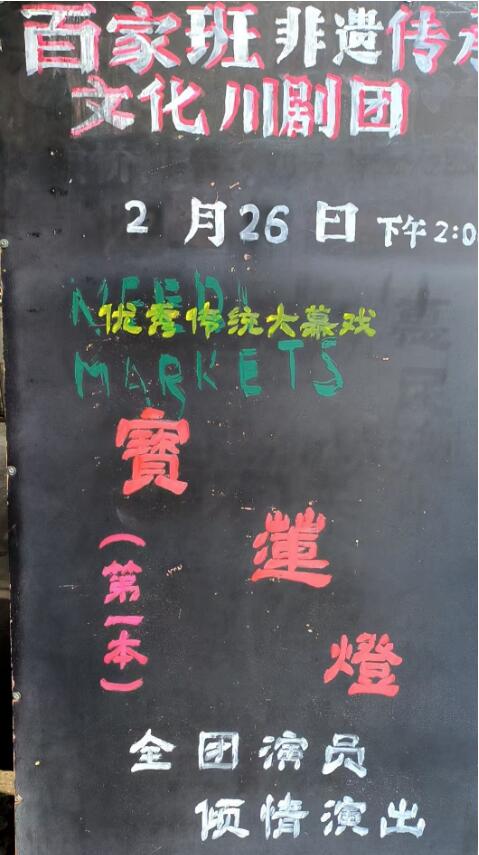 百家班非遗传承
文化川剧团
2月26日 下午2:0
优秀传统大幕戏
MARKETS
寶蓮燈
(第一本)
全团演员
倾情演出